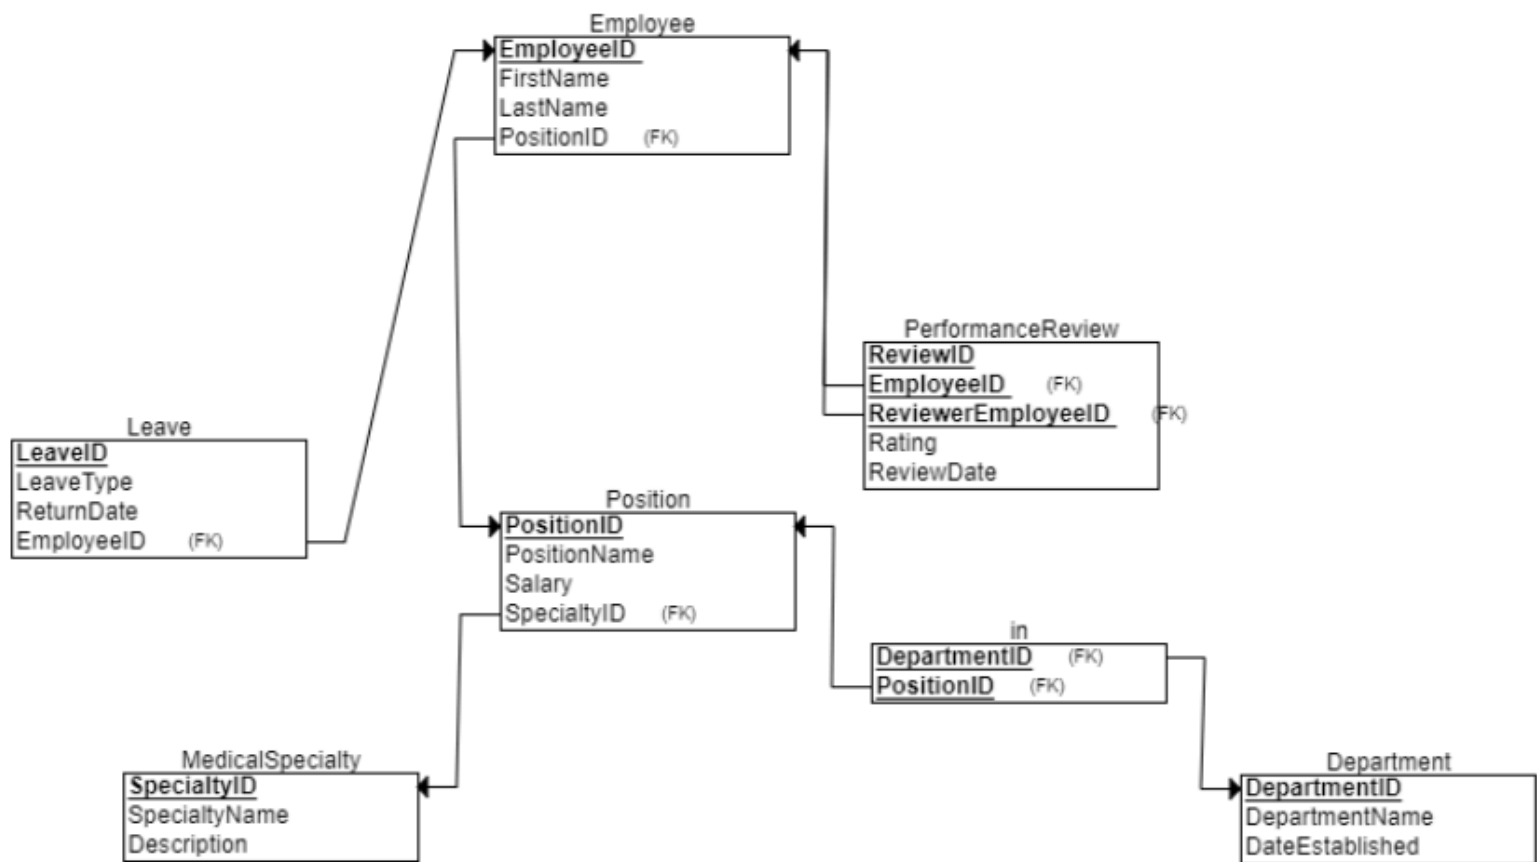 Employee
EmployeeID
FirstName
LastName
PositionID (FK)
PerformanceReview
ReviewID
EmployeeID (FK)
ReviewerEmployeeID (FK)
Rating
ReviewDate
Leave
LeaveID
LeaveType
ReturnDate
EmployeeID (FK)
Position
PositionID
PositionName
Salary
SpecialtyID (FK)
in
DepartmentID (FK)
PositionID (FK)
MedicalSpecialty
SpecialtyID
SpecialtyName
Description
Department
DepartmentID
DepartmentName
DateEstablished